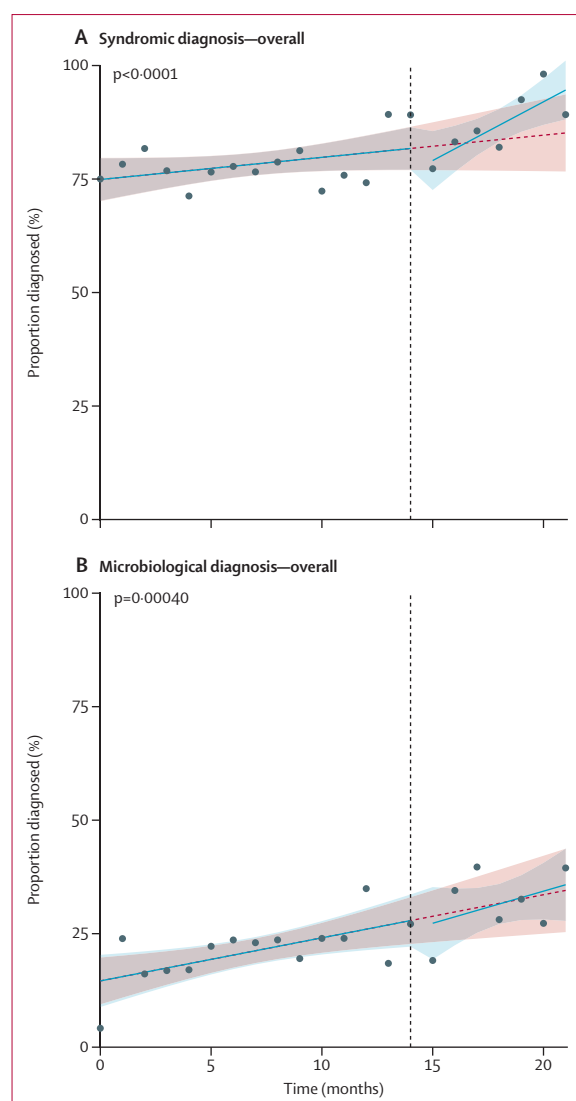 A Syndromic diagnosis—overall
p<0·0001
100
75
50
25
0
Proportion diagnosed (%)
B Microbiological diagnosis—overall
p=0·00040
100
75
50
25
0
Proportion diagnosed (%)
0 5 10 15 20
Time (months)